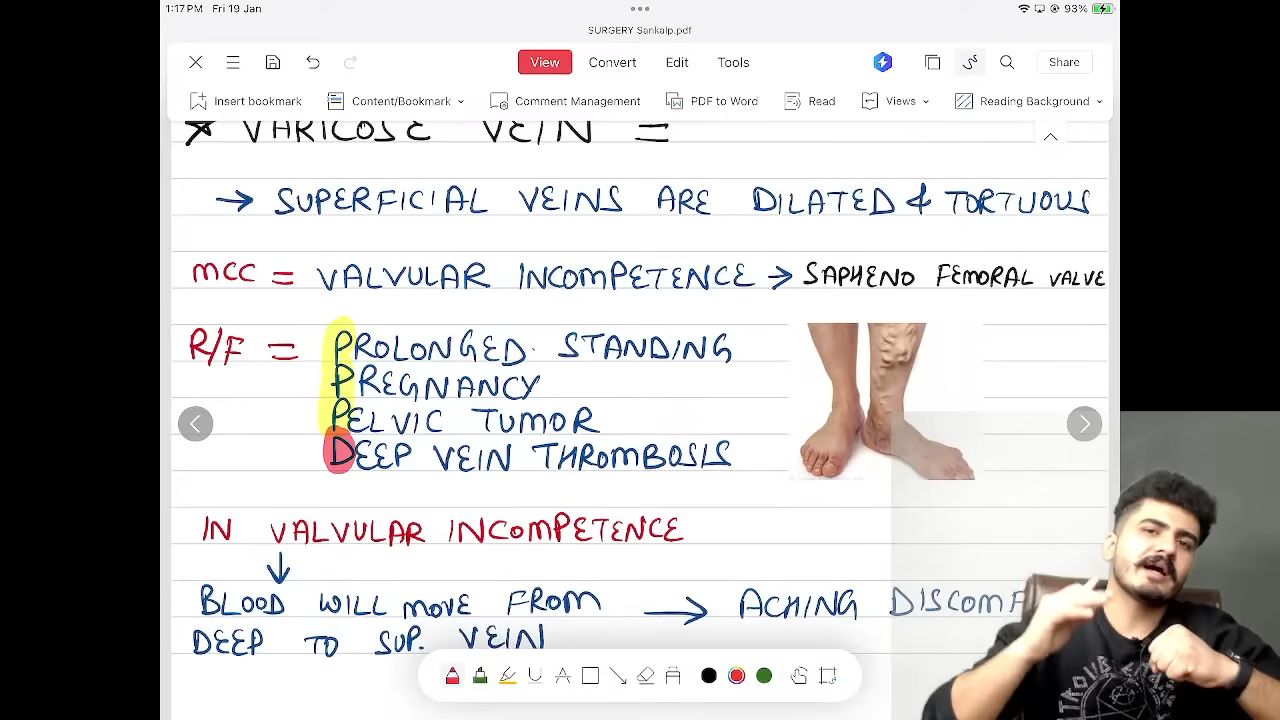 1:17 PM Fri 19 Jan
93%
SURGERY Sankalp.pdf
View Convert Edit Tools Share
Insert bookmark Content/Bookmark Comment Management PDF to Word Read Views Reading Background
★ VARICOSE VEIN =
→ SUPERFICIAL VEINS ARE DILATED & TORTUOUS
MCC = VALVULAR INCOMPETENCE → SAPHENO FEMORAL VALVE
R/F = PROLONGED STANDING
PREGNANCY
PELVIC TUMOR
DEEP VEIN THROMBOSIS
IN VALVULAR INCOMPETENCE
↓
BLOOD WILL MOVE FROM → ACHING DISCOMF
DEEP TO SUP. VEIN